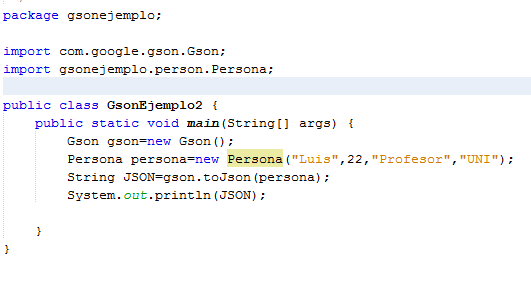 package gsonejemplo;
import com.google.gson.Gson;
import gsonejemplo.person.Persona;
public class GsonEjemplo2 {
public static void main(String[] args) {
Gson gson=new Gson();
Persona persona=new Persona("Luis",22,"Profesor","UNI");
String JSON=gson.toJson(persona);
System.out.println(JSON);
}
}